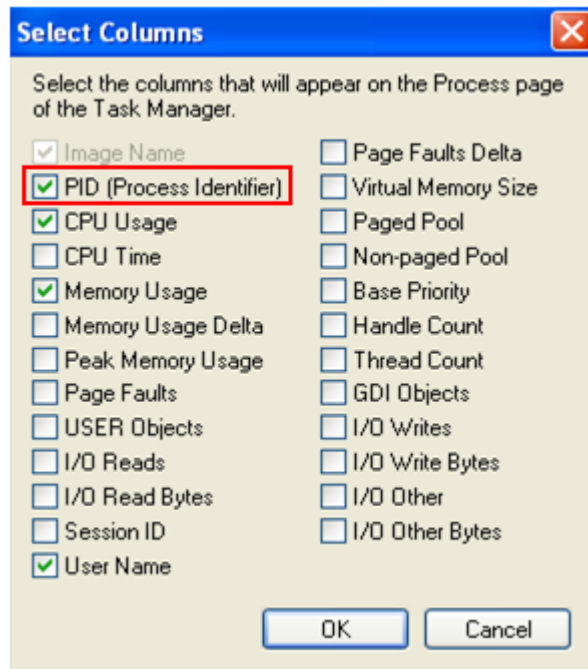 Select Columns
Select the columns that will appear on the Process page
of the Task Manager.
Image Name
PID (Process Identifier)
CPU Usage
CPU Time
Memory Usage
Memory Usage Delta
Peak Memory Usage
Page Faults
USER Objects
I/O Reads
I/O Read Bytes
Session ID
User Name
Page Faults Delta
Virtual Memory Size
Paged Pool
Non-paged Pool
Base Priority
Handle Count
Thread Count
GDI Objects
I/O Writes
I/O Write Bytes
I/O Other
I/O Other Bytes
OK
Cancel